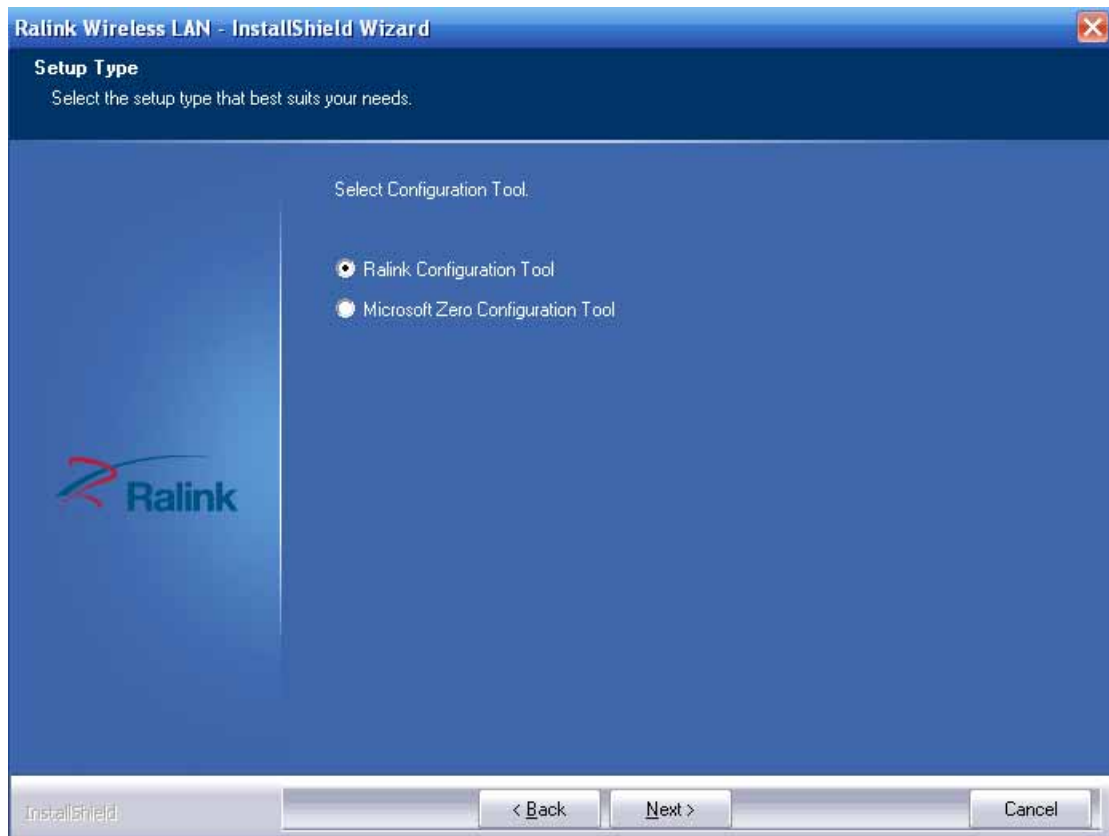 Ralink Wireless LAN - InstallShield Wizard
Setup Type
Select the setup type that best suits your needs.
Select Configuration Tool.
Ralink Configuration Tool
Microsoft Zero Configuration Tool
Ralink
InstallShield
< Back
Next >
Cancel